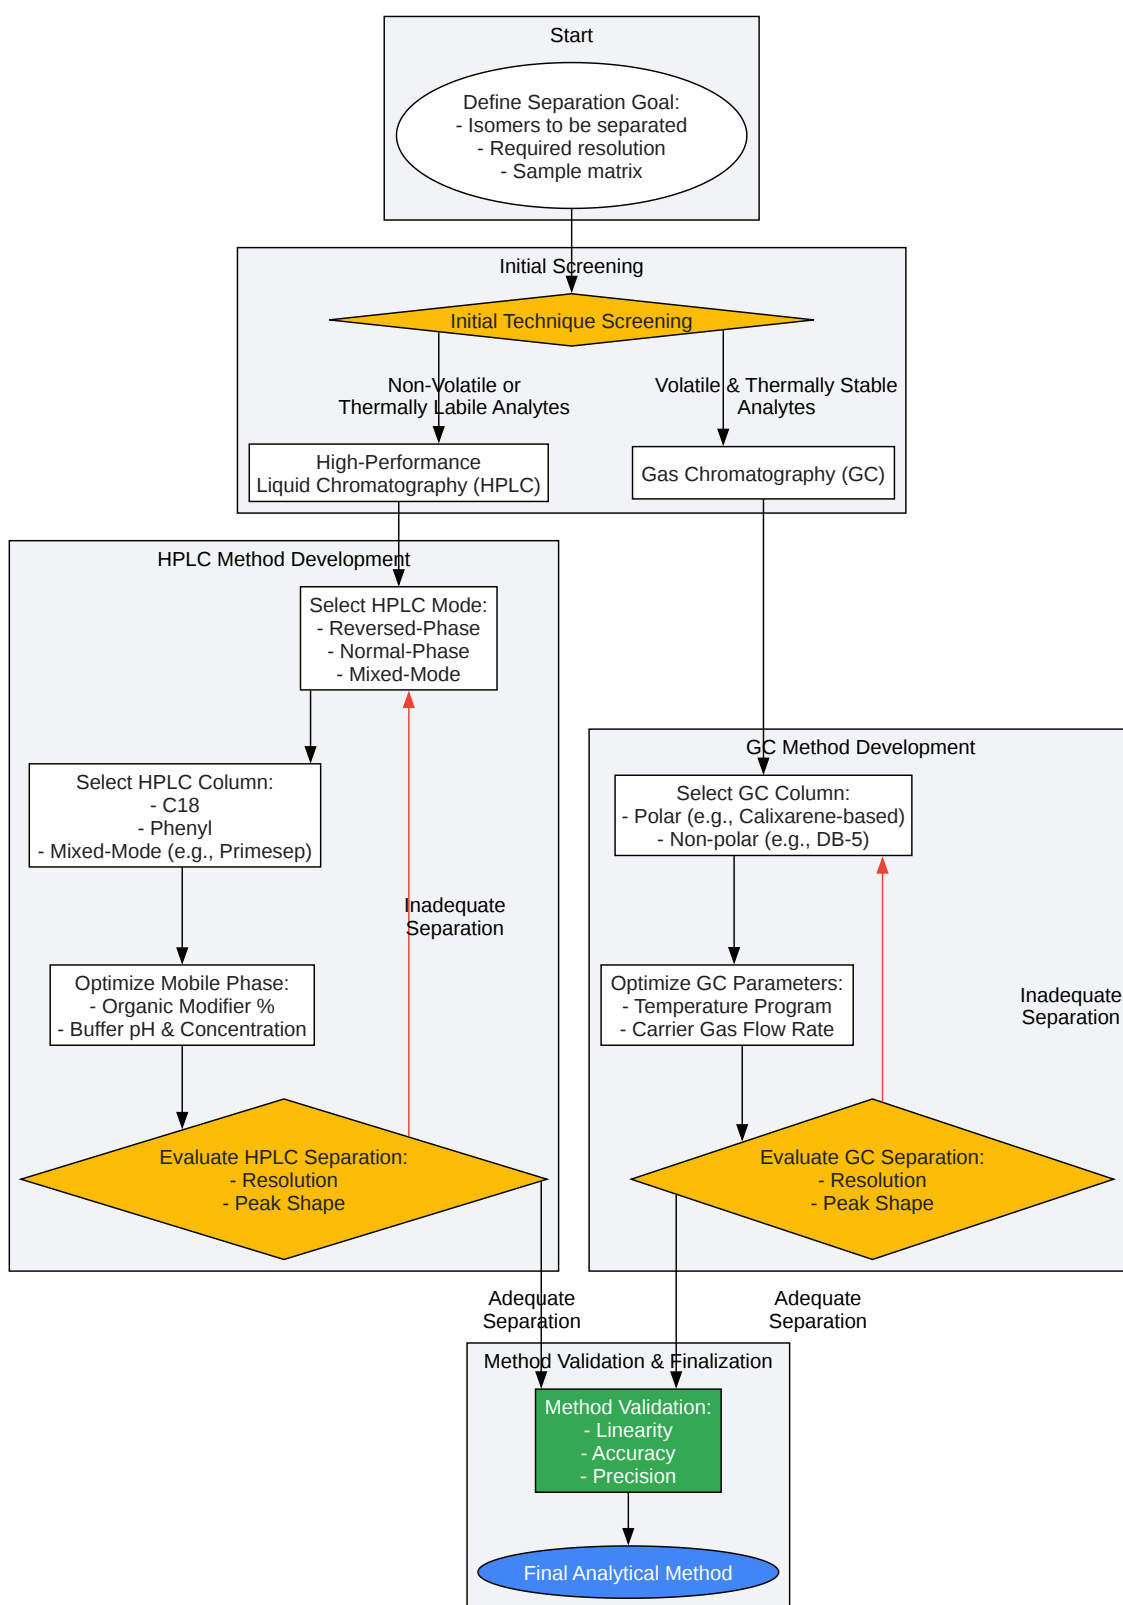 Start
Define Separation Goal:
- Isomers to be separated
- Required resolution
- Sample matrix
Initial Screening
Initial Technique Screening
Non-Volatile or
Thermally Labile Analytes
Volatile & Thermally Stable
Analytes
High-Performance
Liquid Chromatography (HPLC)
Gas Chromatography (GC)
HPLC Method Development
Select HPLC Mode:
- Reversed-Phase
- Normal-Phase
- Mixed-Mode
Select HPLC Column:
- C18
- Phenyl
- Mixed-Mode (e.g., Primesep)
Inadequate
Separation
Optimize Mobile Phase:
- Organic Modifier %
- Buffer pH & Concentration
Evaluate HPLC Separation:
- Resolution
- Peak Shape
GC Method Development
Select GC Column:
- Polar (e.g., Calixarene-based)
- Non-polar (e.g., DB-5)
Optimize GC Parameters:
- Temperature Program
- Carrier Gas Flow Rate
Inadequate
Separation
Evaluate GC Separation:
- Resolution
- Peak Shape
Adequate
Separation
Adequate
Separation
Method Validation & Finalization
Method Validation:
- Linearity
- Accuracy
- Precision
Final Analytical Method